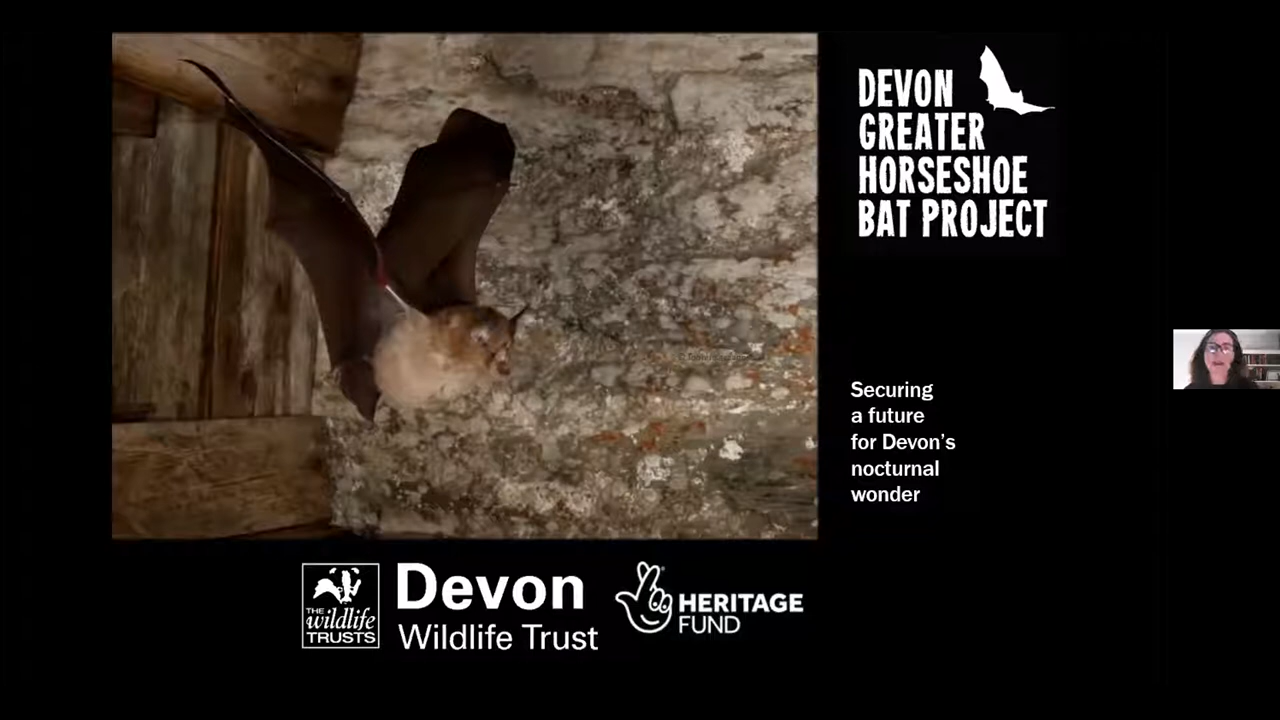 DEVON
GREATER
HORSESHOE
BAT PROJECT
Securing
a future
for Devon's
nocturnal
wonder
THE
wildlife
TRUSTS
Devon
Wildlife Trust
HERITAGE
FUND